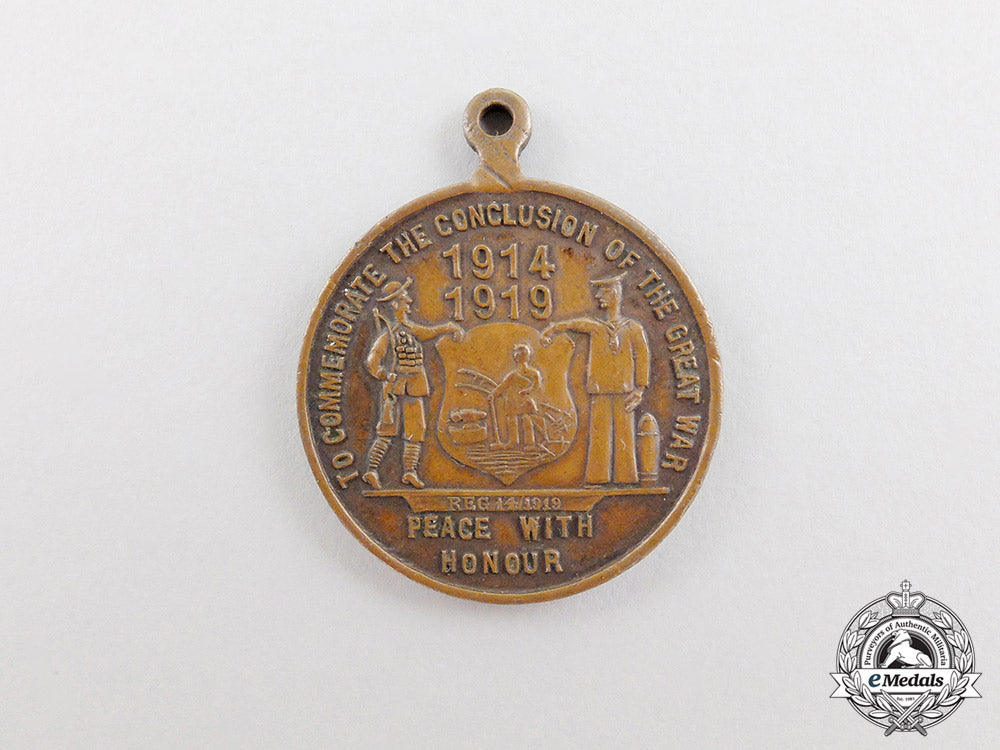 TO COMMEMORATE THE CONCLUSION OF THE GREAT WAR
1914
1919
REG 14/1919
PEACE WITH
HONOUR
Purveyors of Authentic Militaria
eMedals